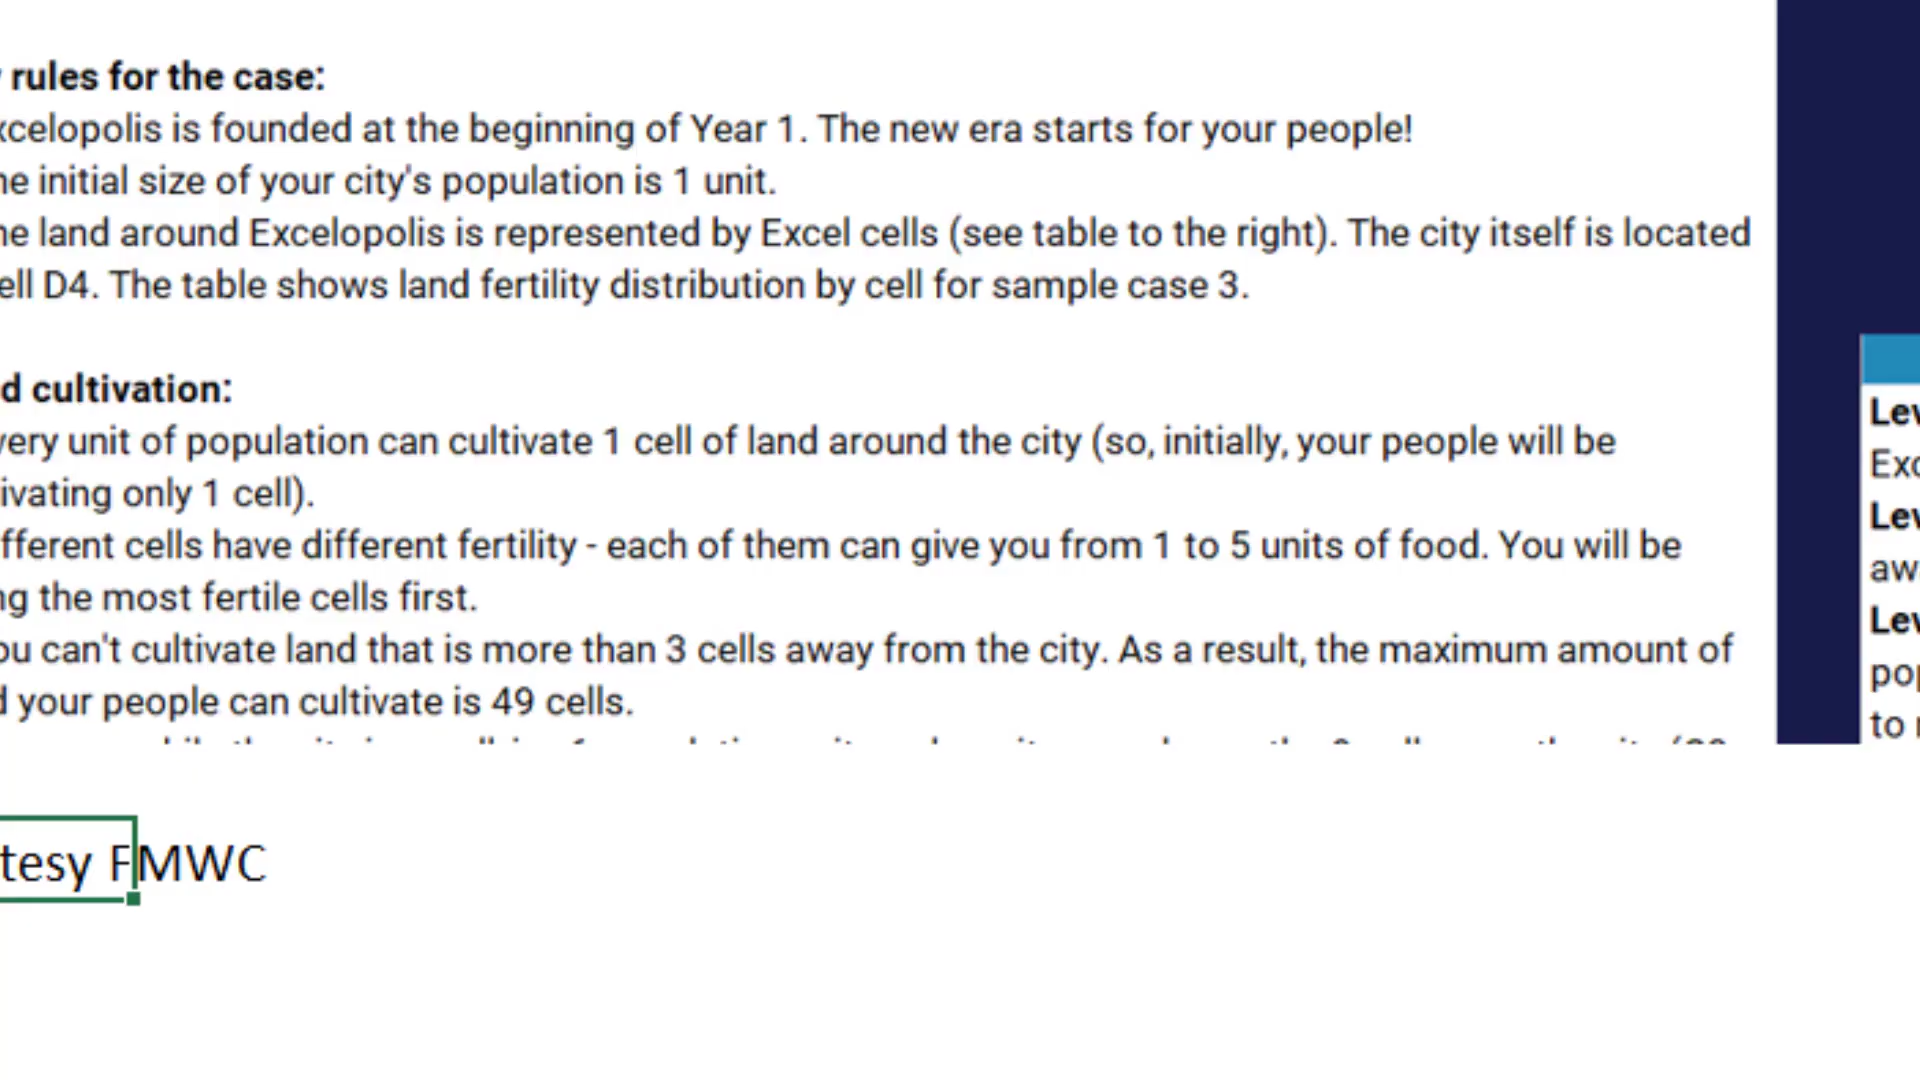 rules for the case:
xcelopolis is founded at the beginning of Year 1. The new era starts for your people!
he initial size of your city's population is 1 unit.
he land around Excelopolis is represented by Excel cells (see table to the right). The city itself is located
ell D4. The table shows land fertility distribution by cell for sample case 3.
d cultivation:
very unit of population can cultivate 1 cell of land around the city (so, initially, your people will be
ivating only 1 cell).
fferent cells have different fertility - each of them can give you from 1 to 5 units of food. You will be
ng the most fertile cells first.
ou can't cultivate land that is more than 3 cells away from the city. As a result, the maximum amount of
d your people can cultivate is 49 cells.
Lev
Exc
Lev
aw
Lev
pop
to
tesy FMWC